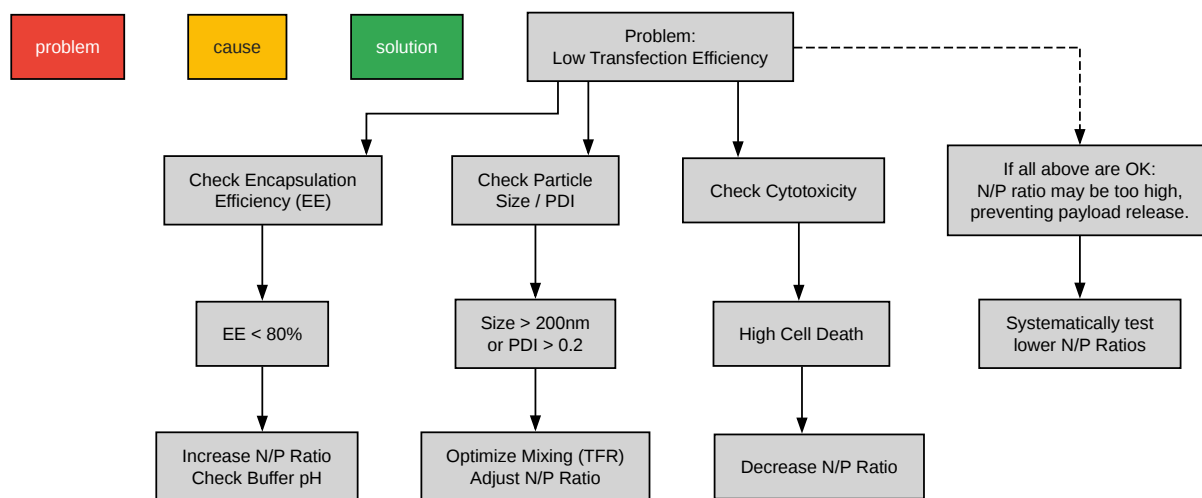 problem
cause
solution
Problem:
Low Transfection Efficiency
Check Encapsulation
Efficiency (EE)
Check Particle
Size / PDI
Check Cytotoxicity
If all above are OK:
N/P ratio may be too high,
preventing payload release.
EE < 80%
Size > 200nm
or PDI > 0.2
High Cell Death
Systematically test
lower N/P Ratios
Increase N/P Ratio
Check Buffer pH
Optimize Mixing (TFR)
Adjust N/P Ratio
Decrease N/P Ratio